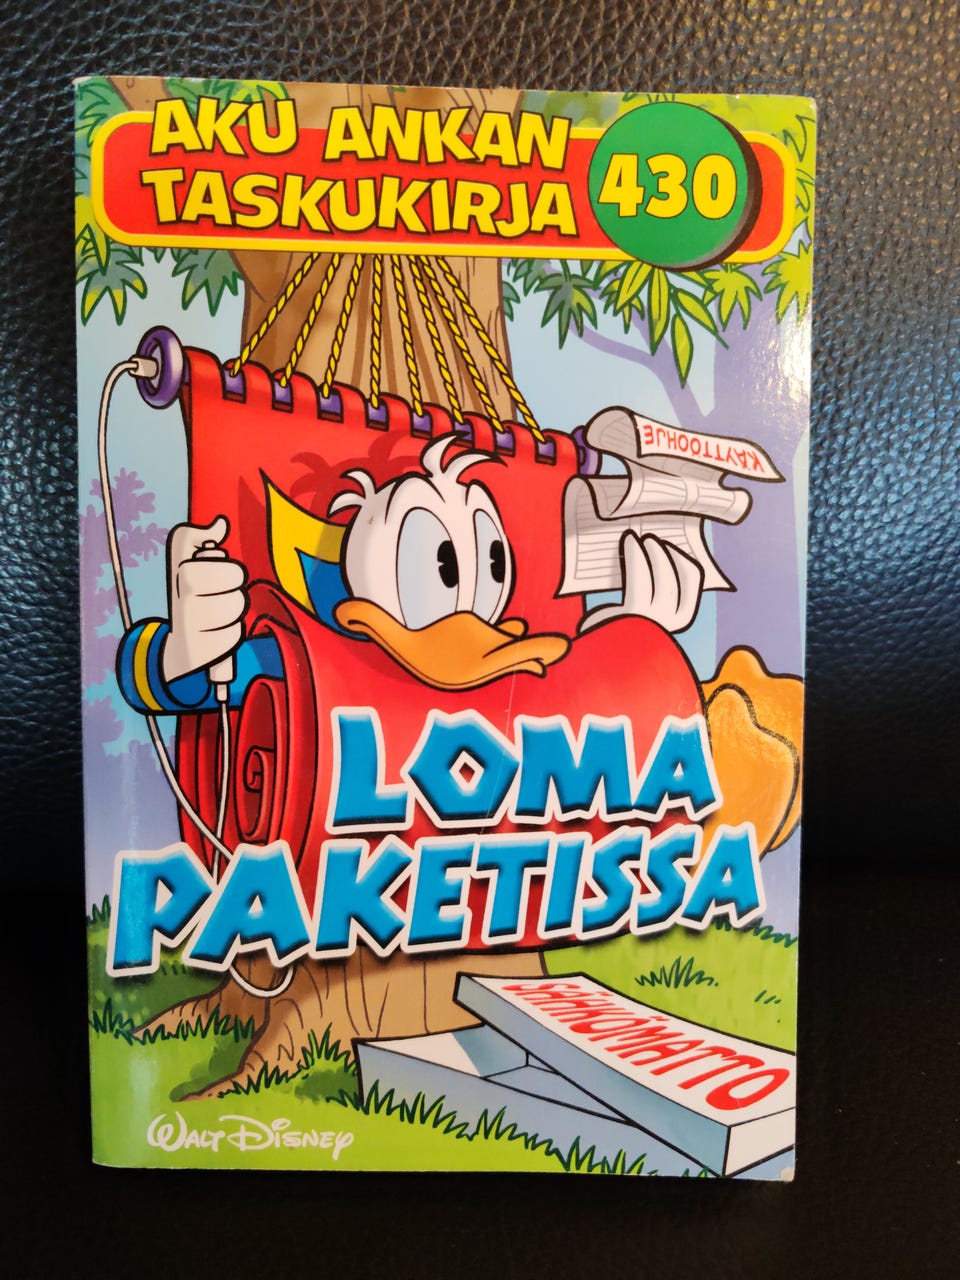 AKU ANKAN
TASKUKIRJA
430
KÄYTTÖOHJE
LOMA
PAKETISSA
SÄHKÖMATTO
WALT DISNEY